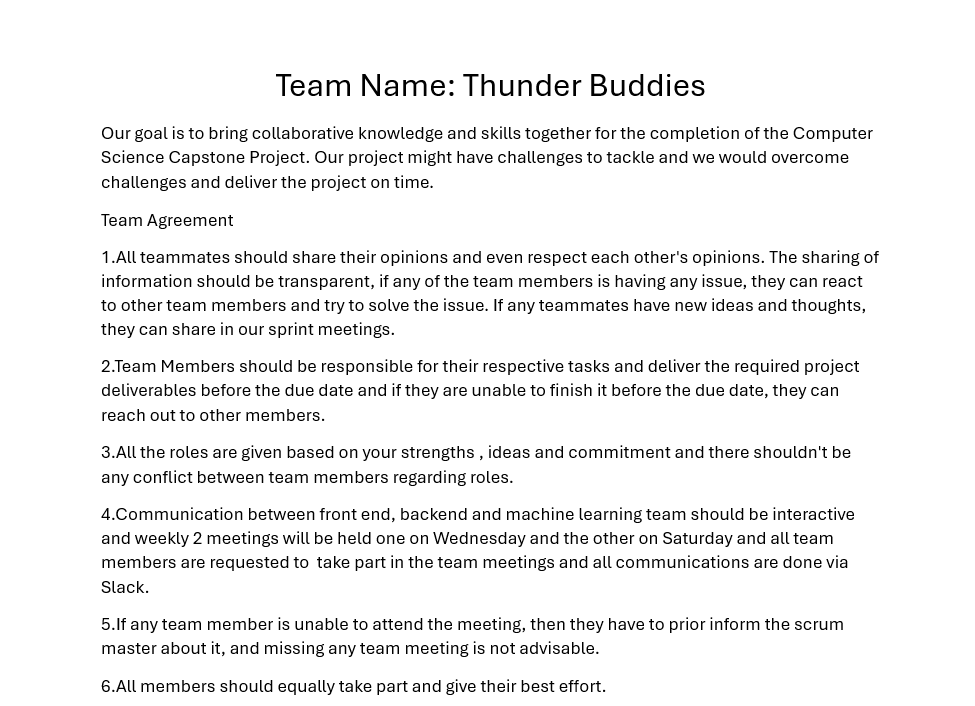 Team Name: Thunder Buddies
Our goal is to bring collaborative knowledge and skills together for the completion of the Computer
Science Capstone Project. Our project might have challenges to tackle and we would overcome
challenges and deliver the project on time.
Team Agreement
1.All teammates should share their opinions and even respect each other's opinions. The sharing of
information should be transparent, if any of the team members is having any issue, they can react
to other team members and try to solve the issue. If any teammates have new ideas and thoughts,
they can share in our sprint meetings.
2.Team Members should be responsible for their respective tasks and deliver the required project
deliverables before the due date and if they are unable to finish it before the due date, they can
reach out to other members.
3.All the roles are given based on your strengths , ideas and commitment and there shouldn't be
any conflict between team members regarding roles.
4.Communication between front end, backend and machine learning team should be interactive
and weekly 2 meetings will be held one on Wednesday and the other on Saturday and all team
members are requested to  take part in the team meetings and all communications are done via
Slack.
5.If any team member is unable to attend the meeting, then they have to prior inform the scrum
master about it, and missing any team meeting is not advisable.
6.All members should equally take part and give their best effort.